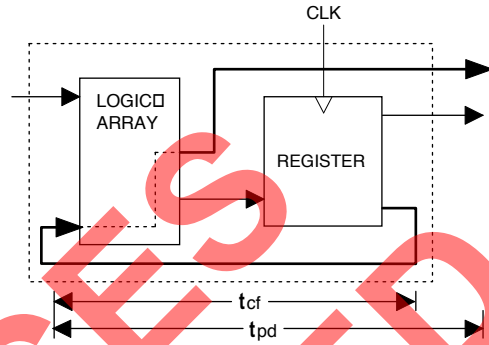 CLK
LOGIC□
ARRAY
REGISTER
tcf
tpd